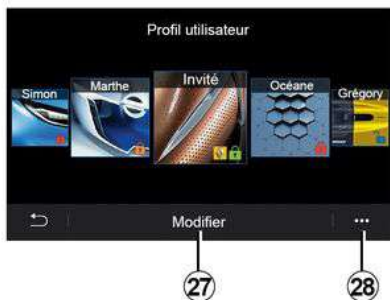 Profil utilisateur
Simon
Marthe
Invité
Océane
Grégory
Modifier
27
28